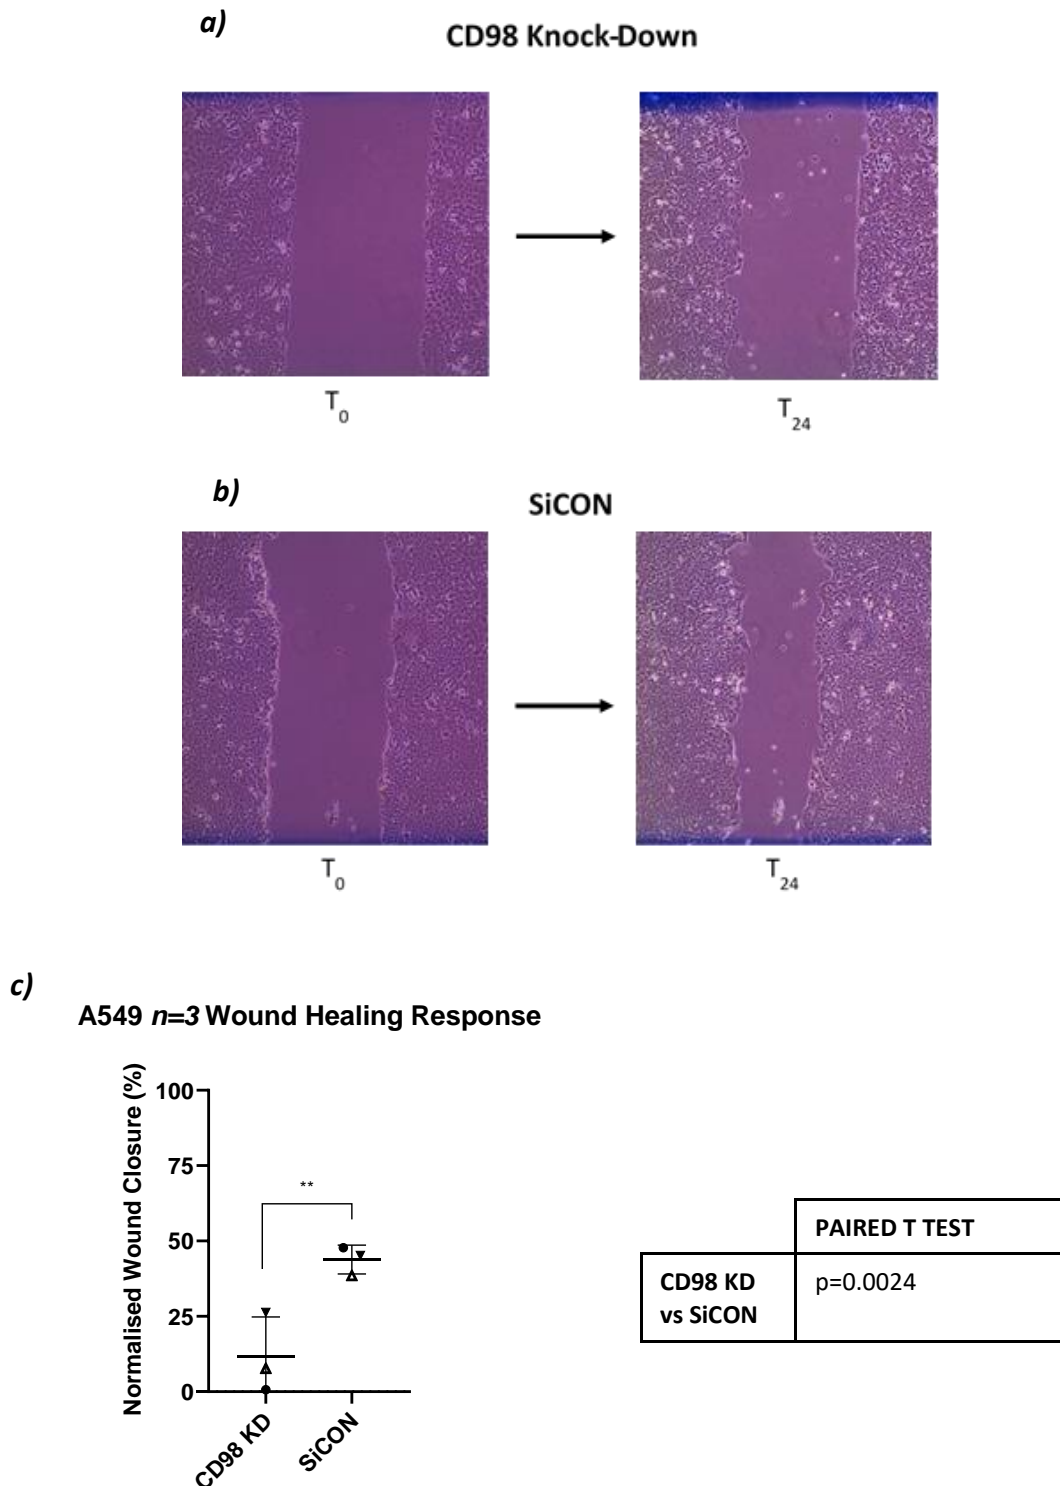 a)
CD98 Knock-Down
T0
T24
b)
SiCON
T0
T24
c)
A549 n=3 Wound Healing Response
Normalised Wound Closure (%)
100
75
50
25
0
**
CD98 KD
SiCON
PAIRED T TEST
CD98 KD
vs SiCON
p=0.0024